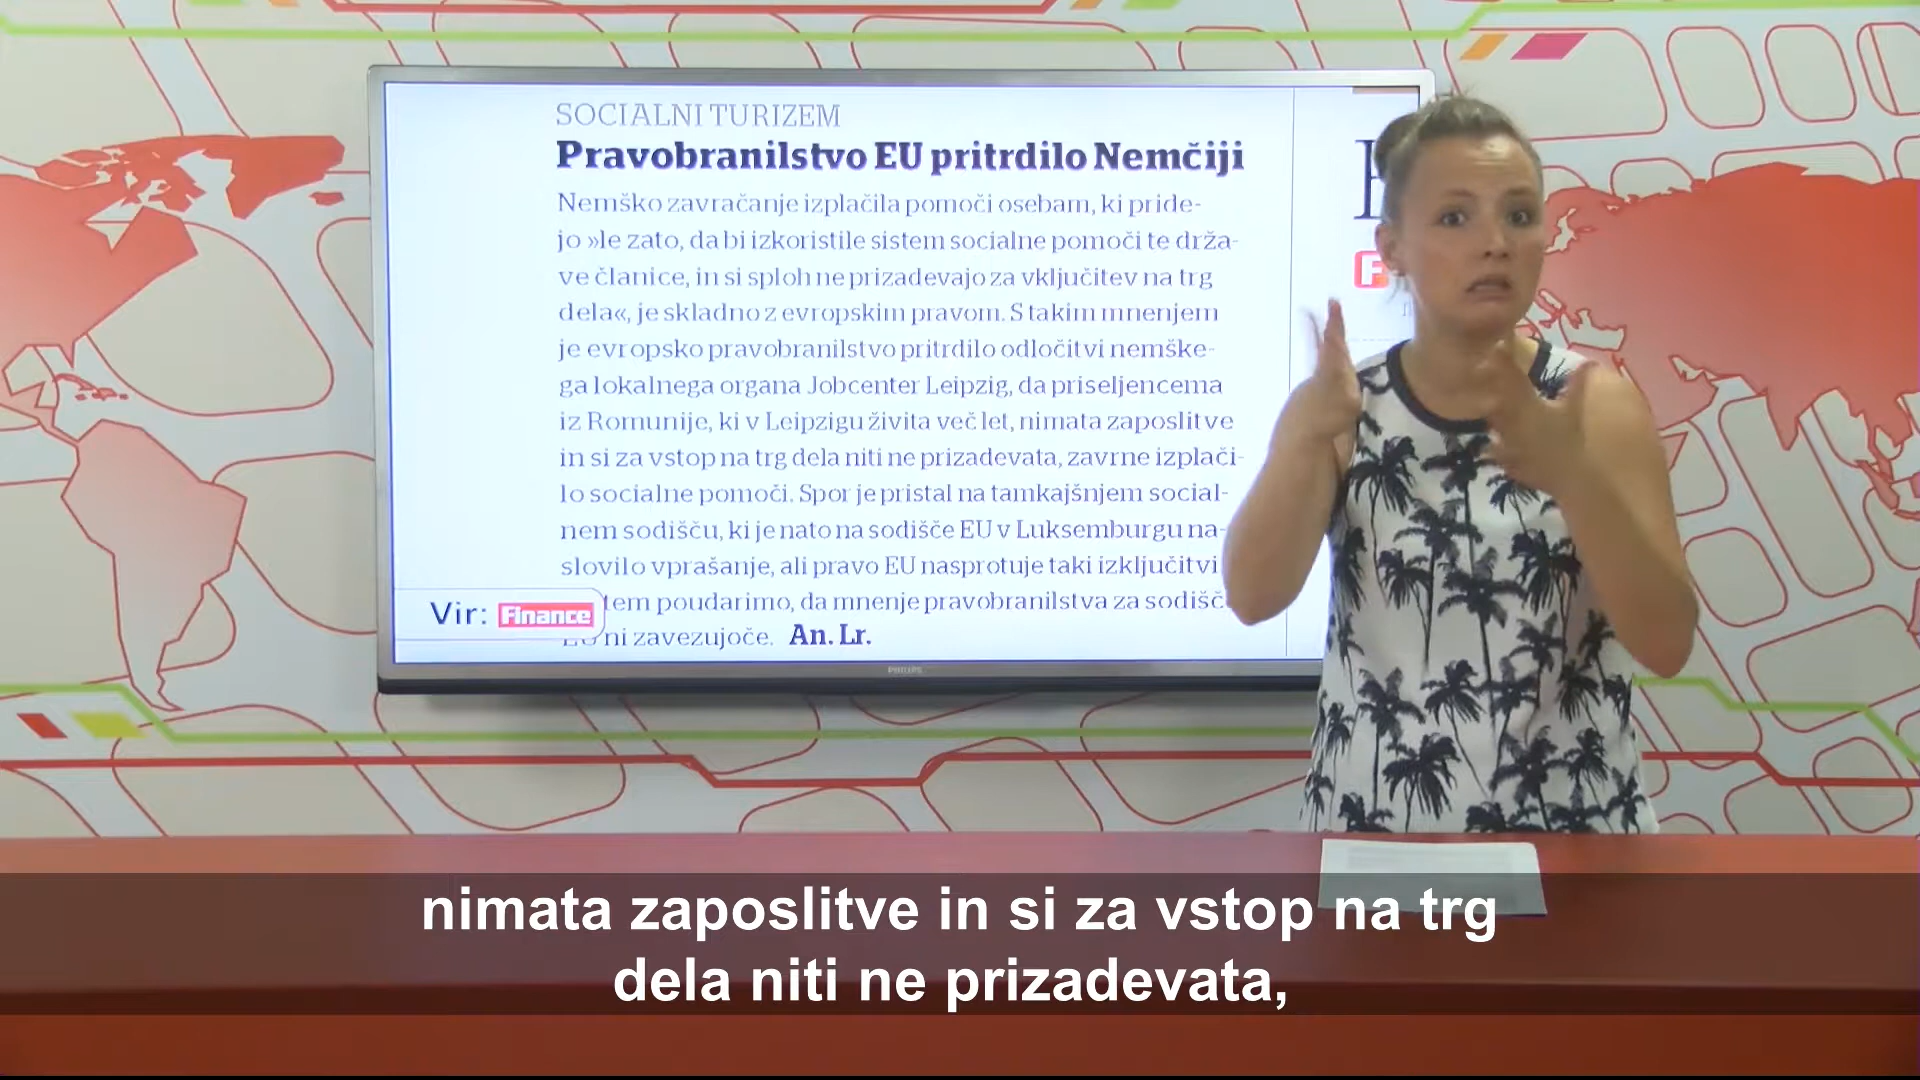 SOCIALNI TURIZEM
Pravobranilstvo EU pritrdilo Nemčiji
Nemško zavračanje izplačila pomoči osebam, ki pride-
jo »le zato, da bi izkoristile sistem socialne pomoči te drža-
ve članice, in si sploh ne prizadevajo za vključitev na trg
dela«, je skladno z evropskim pravom. S takim mnenjem
je evropsko pravobranilstvo pritrdilo odločitvi nemške-
ga lokalnega organa Jobcenter Leipzig, da priseljencema
iz Romunije, ki v Leipzigu živita več let, nimata zaposlitve
in si za vstop na trg dela niti ne prizadevata, zavrne izplači-
lo socialne pomoči. Spor je pristal na tamkajšnjem social-
nem sodišču, ki je nato na sodišče EU v Luksemburgu na-
slovilo vprašanje, ali pravo EU nasprotuje taki izključitvi
tem poudarimo, da mnenje pravobranilstva za sodišč
EU ni zavezujoče. An. Lr.
Vir: Finance
F
PHILIPS
nimata zaposlitve in si za vstop na trg
dela niti ne prizadevata,